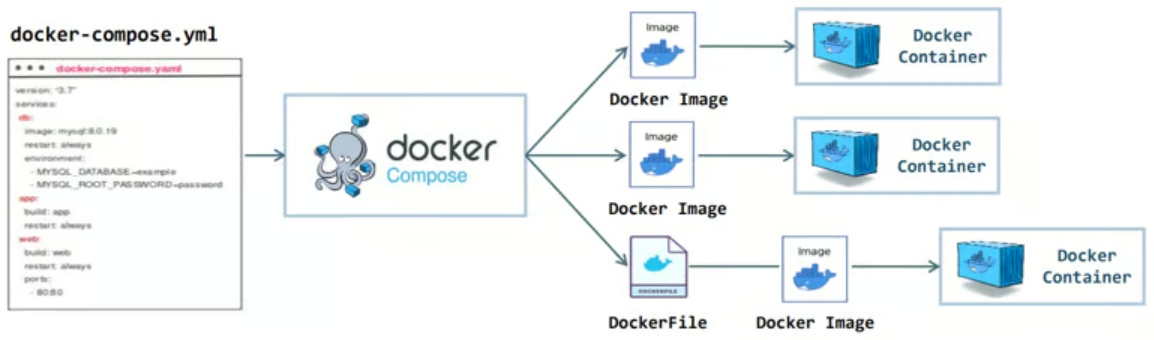 docker-compose.yml
docker-compose.yaml
version: "3.7"
services:
db:
image: mysql:8.0.19
restart: always
environment:
- MYSQL_DATABASE=example
- MYSQL_ROOT_PASSWORD=password
app:
build: app
restart: always
web:
build: web
restart: always
ports:
- 80:80
docker
Compose
Image
Docker Image
Docker
Container
Image
Docker Image
Docker
Container
DOCKERFILE
DockerFile
Image
Docker Image
Docker
Container